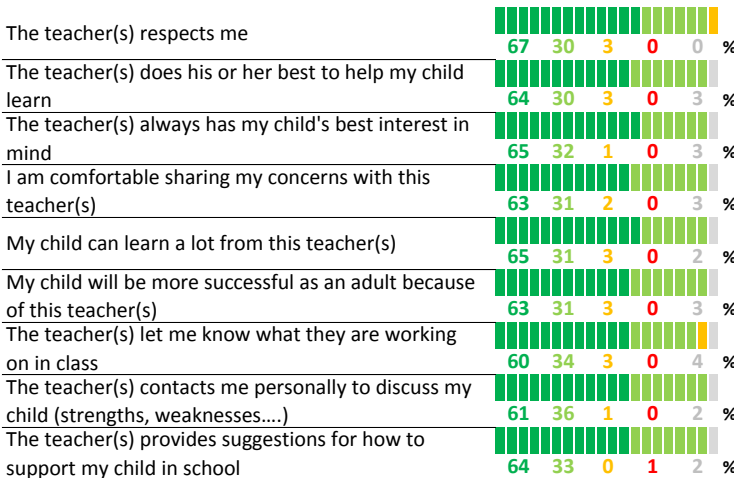 The teacher(s) respects me
67 30 3 0 0 %
The teacher(s) does his or her best to help my child
learn
64 30 3 0 3 %
The teacher(s) always has my child's best interest in
mind
65 32 1 0 3 %
I am comfortable sharing my concerns with this
teacher(s)
63 31 2 0 3 %
My child can learn a lot from this teacher(s)
65 31 3 0 2 %
My child will be more successful as an adult because
of this teacher(s)
63 31 3 0 3 %
The teacher(s) let me know what they are working
on in class
60 34 3 0 4 %
The teacher(s) contacts me personally to discuss my
child (strengths, weaknesses….)
61 36 1 0 2 %
The teacher(s) provides suggestions for how to
support my child in school
64 33 0 1 2 %